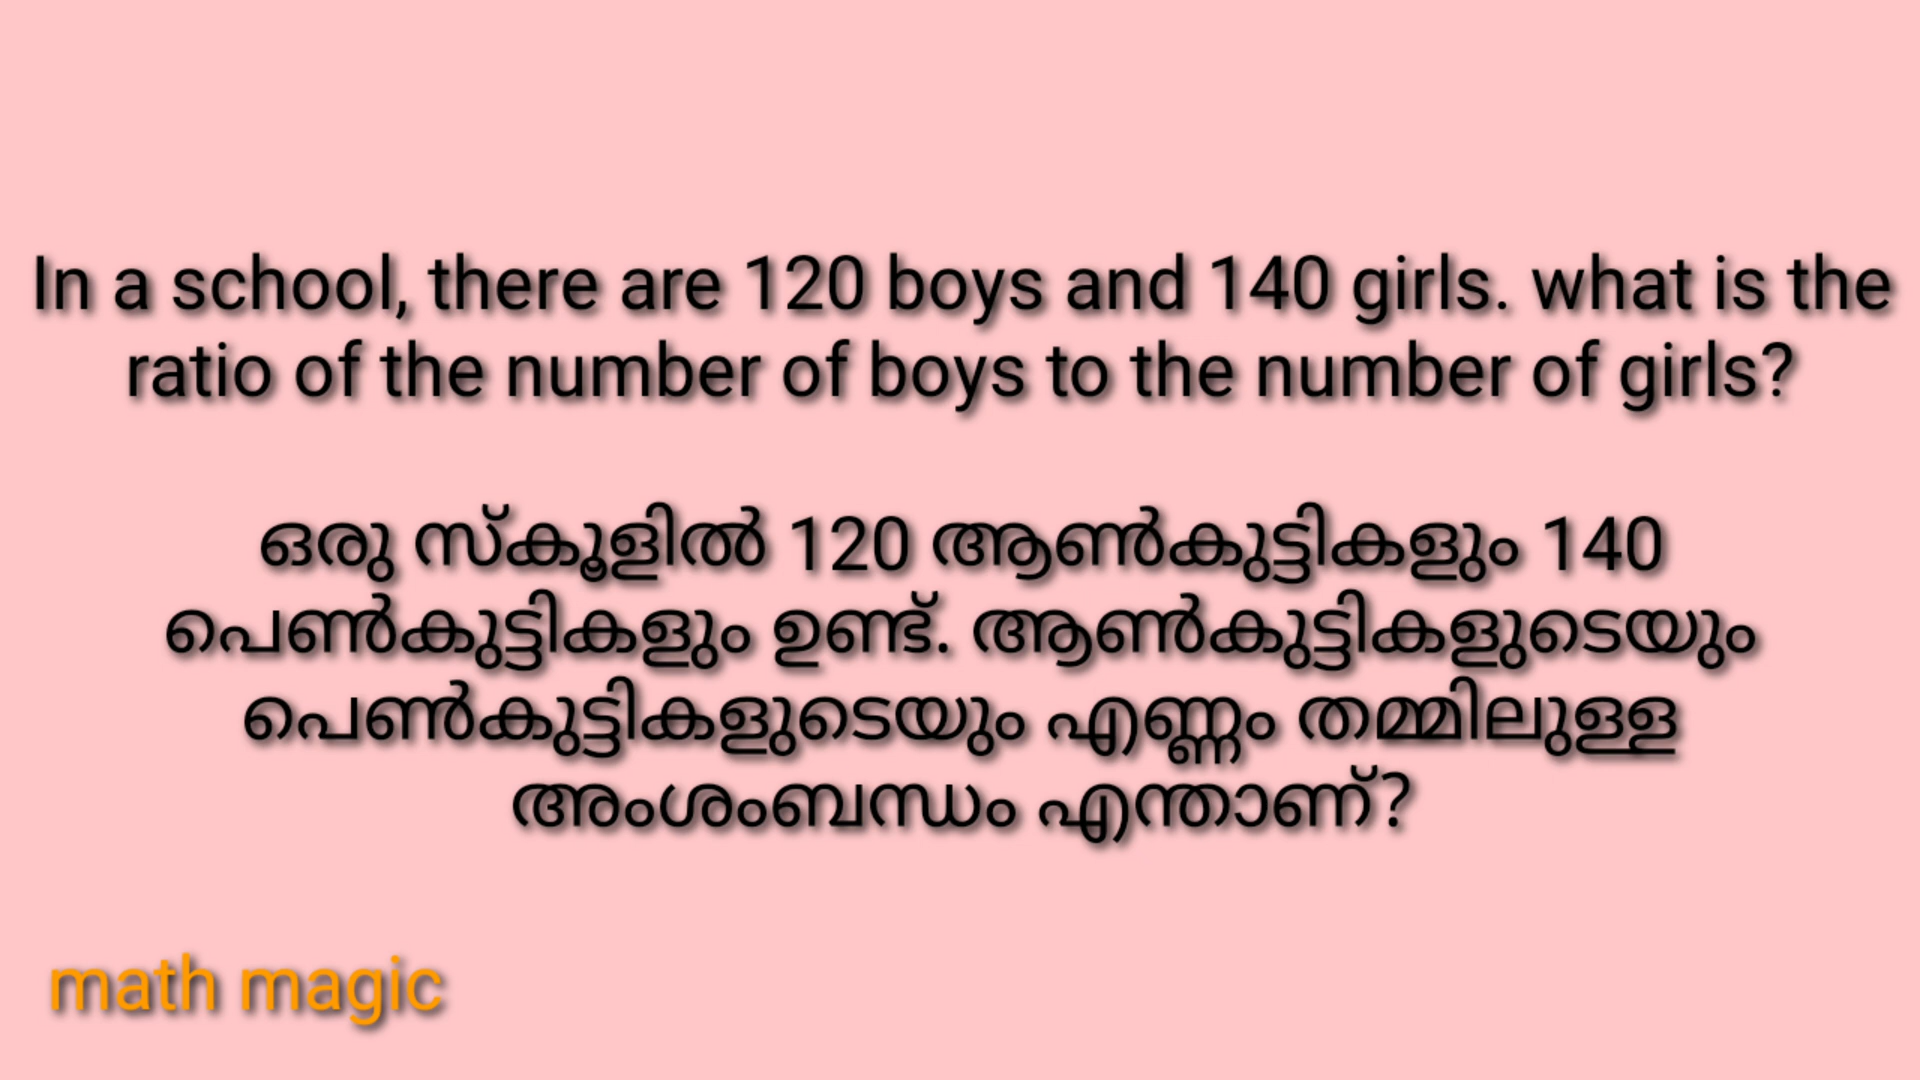 In a school, there are 120 boys and 140 girls. what is the
ratio of the number of boys to the number of girls?
ഒരു സ്കൂളിൽ 120 ആൺകുട്ടികളും 140
പെൺകുട്ടികളും ഉണ്ട്. ആൺകുട്ടികളുടെയും
പെൺകുട്ടികളുടെയും എണ്ണം തമ്മിലുള്ള
അംശംബന്ധം എന്താണ്?
math magic